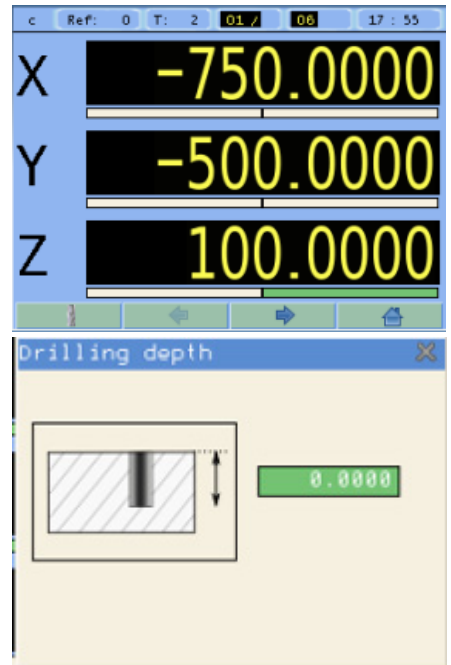 c Ref: 0 T: 2 01 / 06 17 : 55
X -750.0000
Y -500.0000
Z 100.0000
Drilling depth
0.0000